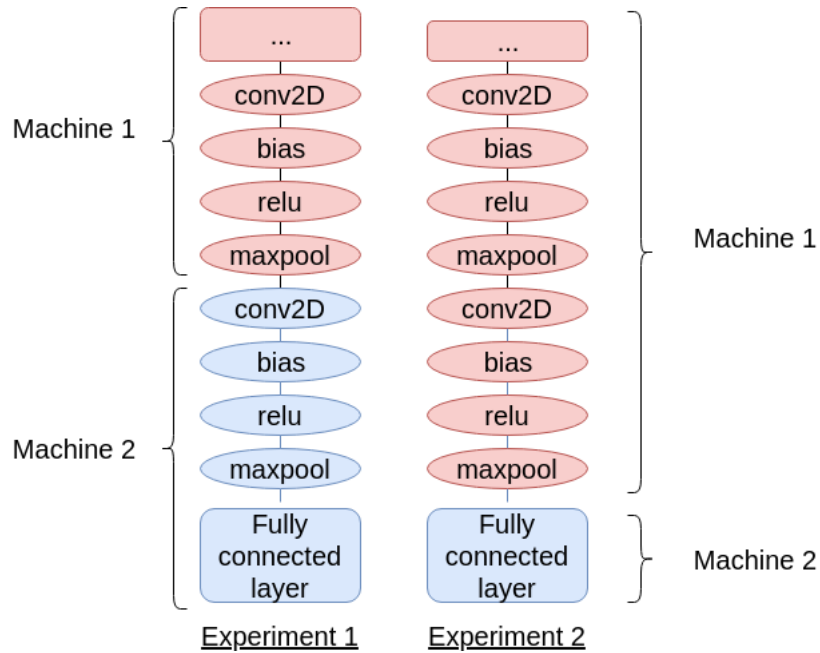 Machine 1
Machine 2
...
conv2D
bias
relu
maxpool
conv2D
bias
relu
maxpool
Fully
connected
layer
Experiment 1
...
conv2D
bias
relu
maxpool
conv2D
bias
relu
maxpool
Fully
connected
layer
Experiment 2
Machine 1
Machine 2